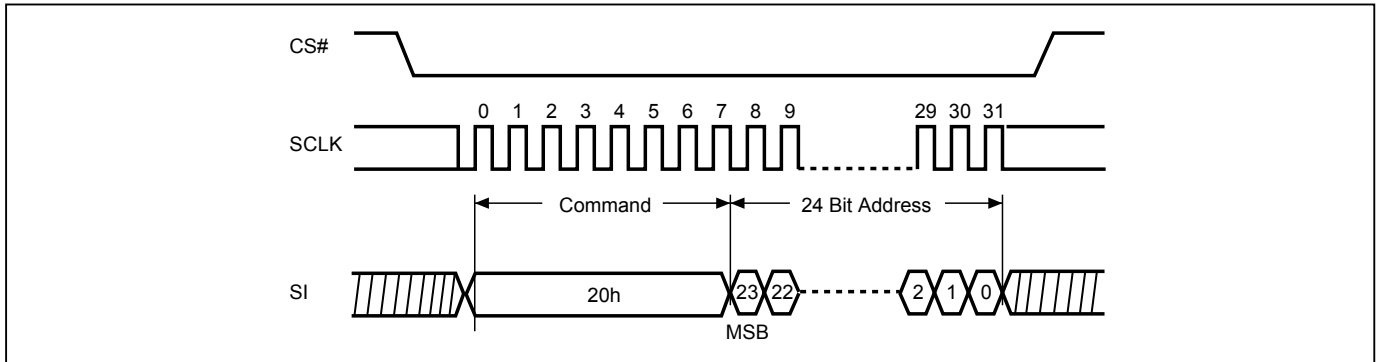 CS#
0 1 2 3 4 5 6 7 8 9 29 30 31
SCLK
Command 24 Bit Address
SI 20h 23 22 2 1 0
MSB